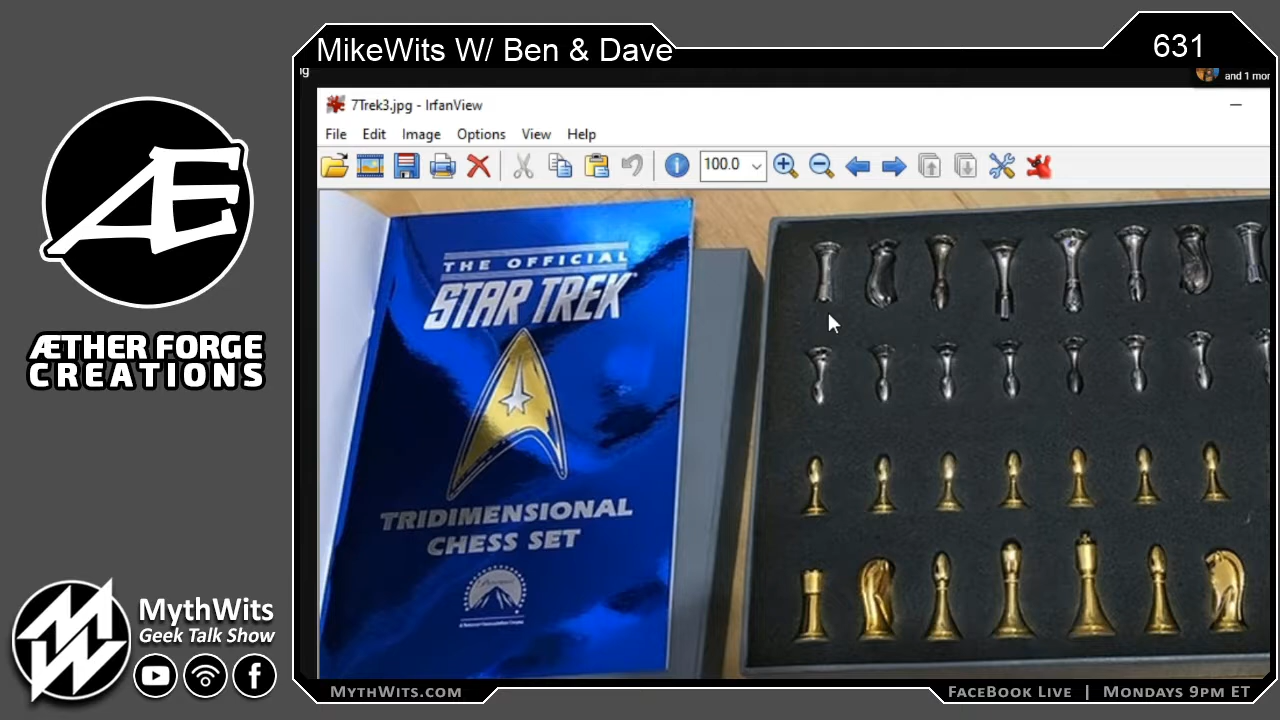 MikeWits W/ Ben & Dave
631
and 1 mor
7Trek3.jpg - IrfanView
File Edit Image Options View Help
100.0
THE OFFICIAL
STAR TREK
TRIDIMENSIONAL
CHESS SET
Paramount
Æ
ÆTHER FORGE
CREATIONS
MythWits
Geek Talk Show
MYTHWITS.COM
FACEBOOK LIVE | MONDAYS 9PM ET